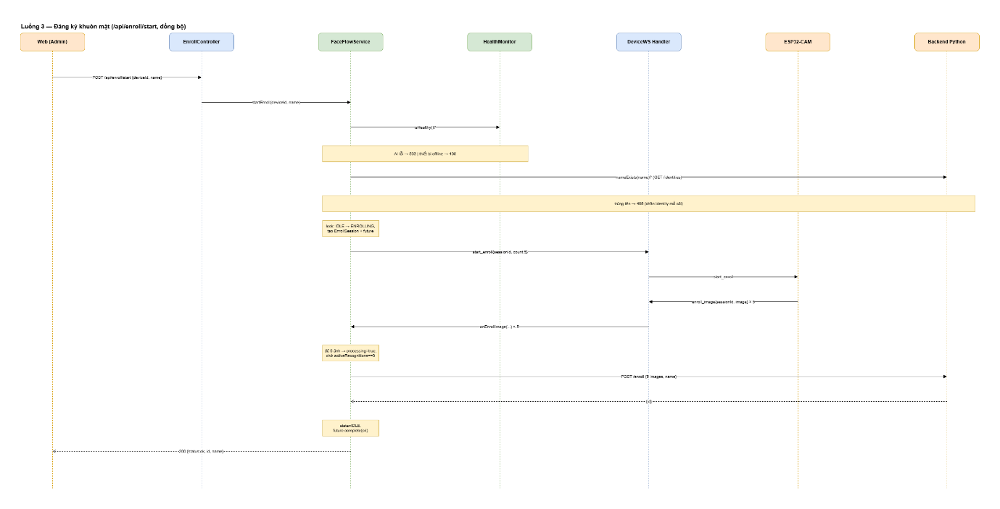 Luồng 3 — Đăng ký khuôn mặt (/api/enroll/start, đồng bộ)
Web (Admin)
EnrollController
FaceFlowService
HealthMonitor
DeviceWS Handler
ESP32-CAM
Backend Python
POST /api/enroll/start {deviceId, name}
startEnroll(deviceId, name)
isHealthy()?
AI lỗi → 503 | thiết bị offline → 400
nameExists(name)? (GET /identities)
trùng tên → 409 (chặn identity mồ côi)
lock: IDLE → ENROLLING,
tạo EnrollSession + future
start_enroll(sessionId, count:5)
start_enroll
enroll_image(sessionId, image) × 5
onEnrollImage(...) × 5
đủ 5 ảnh → processing=true,
chờ activeRecognitions==0
POST /enroll {5 images, name}
{id}
state=IDLE,
future.complete(ok)
200 {status:ok, id, name}